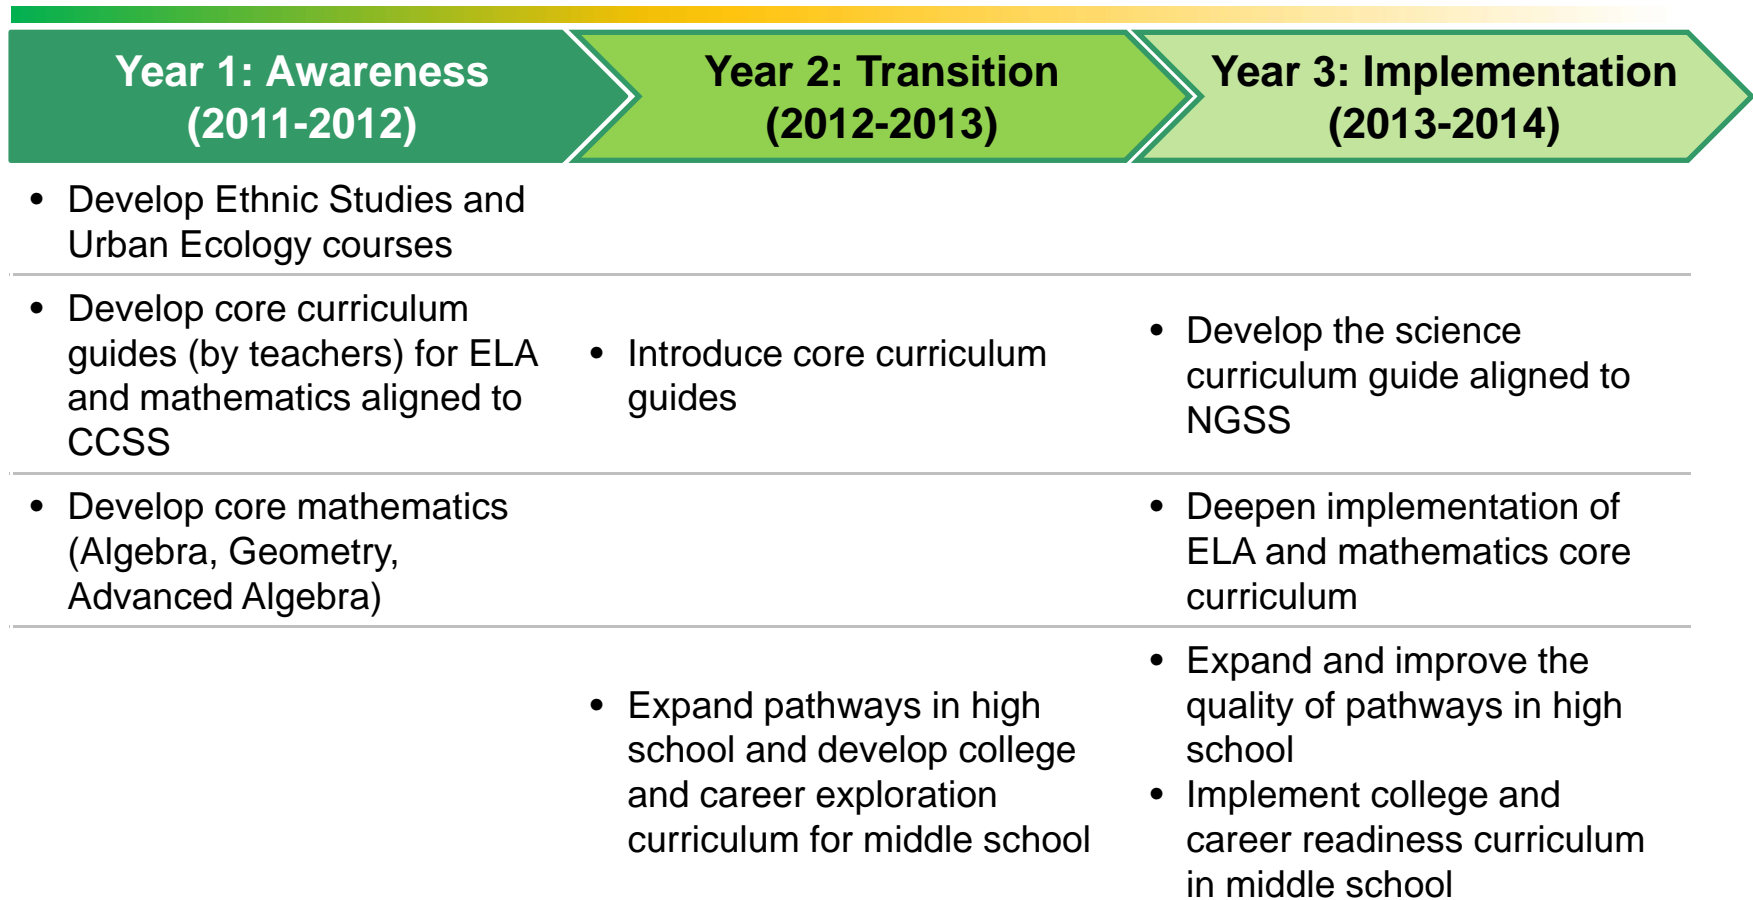 Year 1: Awareness
(2011-2012)
Year 2: Transition
(2012-2013)
Year 3: Implementation
(2013-2014)
• Develop Ethnic Studies and
Urban Ecology courses
• Develop core curriculum
guides (by teachers) for ELA
and mathematics aligned to
CCSS
• Introduce core curriculum
guides
• Develop the science
curriculum guide aligned to
NGSS
• Develop core mathematics
(Algebra, Geometry,
Advanced Algebra)
• Deepen implementation of
ELA and mathematics core
curriculum
• Expand pathways in high
school and develop college
and career exploration
curriculum for middle school
• Expand and improve the
quality of pathways in high
school
• Implement college and
career readiness curriculum
in middle school